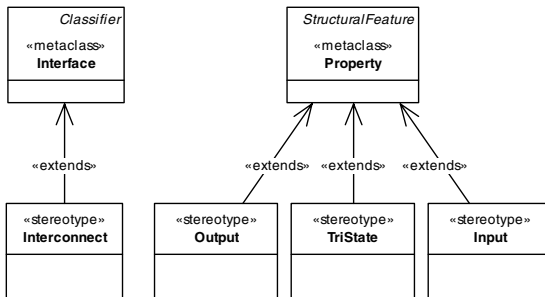 Classifier
«metaclass»
Interface
StructuralFeature
«metaclass»
Property
«extends»
«extends»
«extends»
«extends»
«stereotype»
Interconnect
«stereotype»
Output
«stereotype»
TriState
«stereotype»
Input